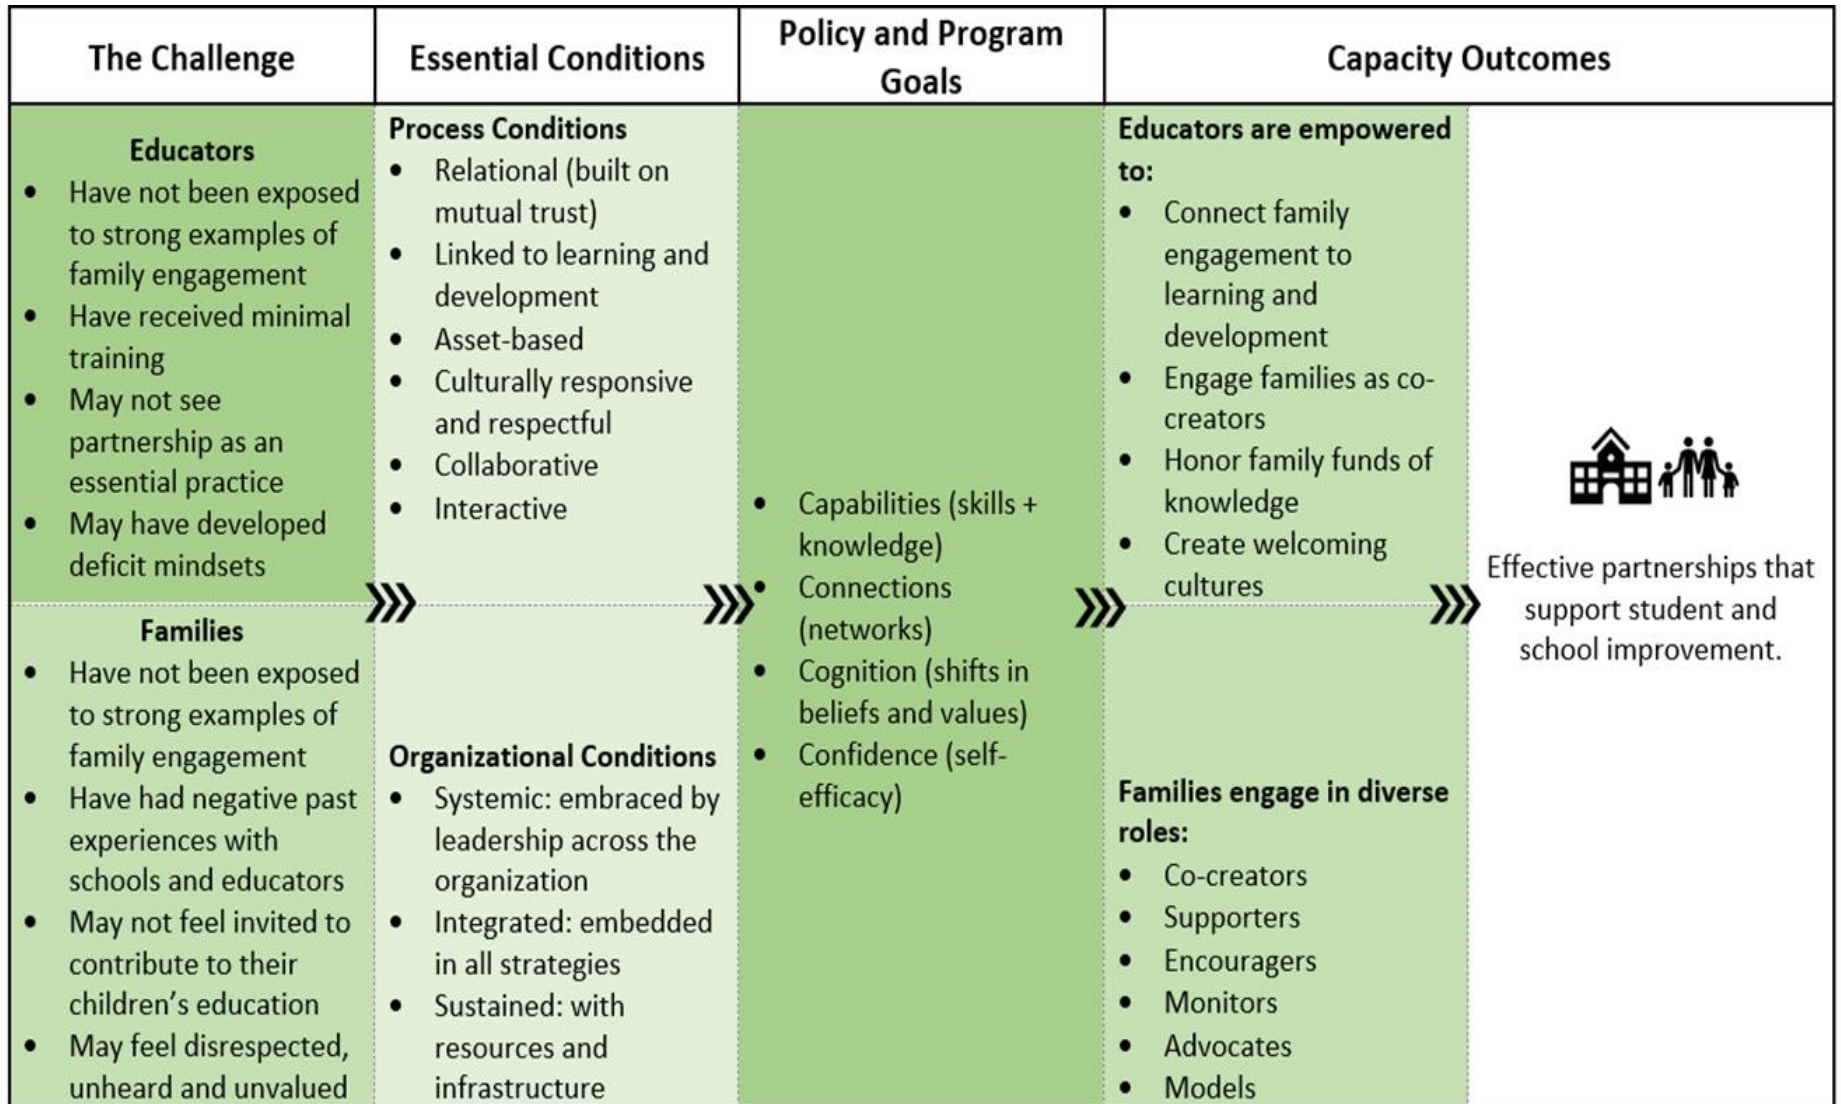 The Challenge
Essential Conditions
Policy and Program
Goals
Capacity Outcomes
Educators
• Have not been exposed
to strong examples of
family engagement
• Have received minimal
training
• May not see
partnership as an
essential practice
• May have developed
deficit mindsets
Families
• Have not been exposed
to strong examples of
family engagement
• Have had negative past
experiences with
schools and educators
• May not feel invited to
contribute to their
children’s education
• May feel disrespected,
unheard and unvalued
Process Conditions
• Relational (built on
mutual trust)
• Linked to learning and
development
• Asset-based
• Culturally responsive
and respectful
• Collaborative
• Interactive
Organizational Conditions
• Systemic: embraced by
leadership across the
organization
• Integrated: embedded
in all strategies
• Sustained: with
resources and
infrastructure
• Capabilities (skills +
knowledge)
• Connections
(networks)
• Cognition (shifts in
beliefs and values)
• Confidence (self-
efficacy)
Educators are empowered
to:
• Connect family
engagement to
learning and
development
• Engage families as co-
creators
• Honor family funds of
knowledge
• Create welcoming
cultures
Families engage in diverse
roles:
• Co-creators
• Supporters
• Encouragers
• Monitors
• Advocates
• Models
Effective partnerships that
support student and
school improvement.